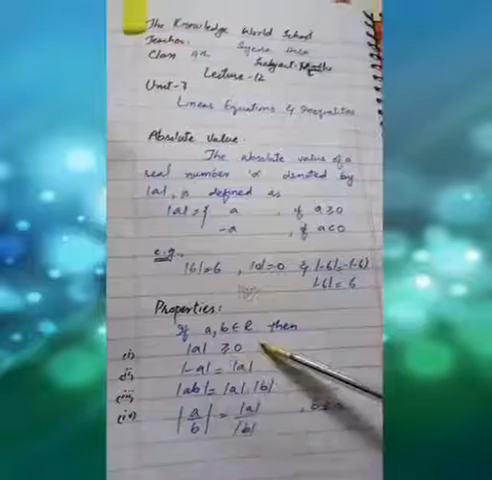 The Knowledge World School
Teacher. Syeda
Class 9th Subject: Maths
Lecture-12
Unit-7
Linear Equations & Inequalities
Absolute Value.
The absolute value of a
real number 'a' denoted by
|a|, is defined as
|a| = { a , if a ≥ 0
-a , if a < 0
e.g.
|6| = 6 , |0| = 0 & |-6| = -(-6)
|-6| = 6
Properties:
If a, b ∈ R then
(i) |a| ≥ 0
(ii) |-a| = |a|
(iii) |ab| = |a| . |b|
(iv) |a/b| = |a|/|b|